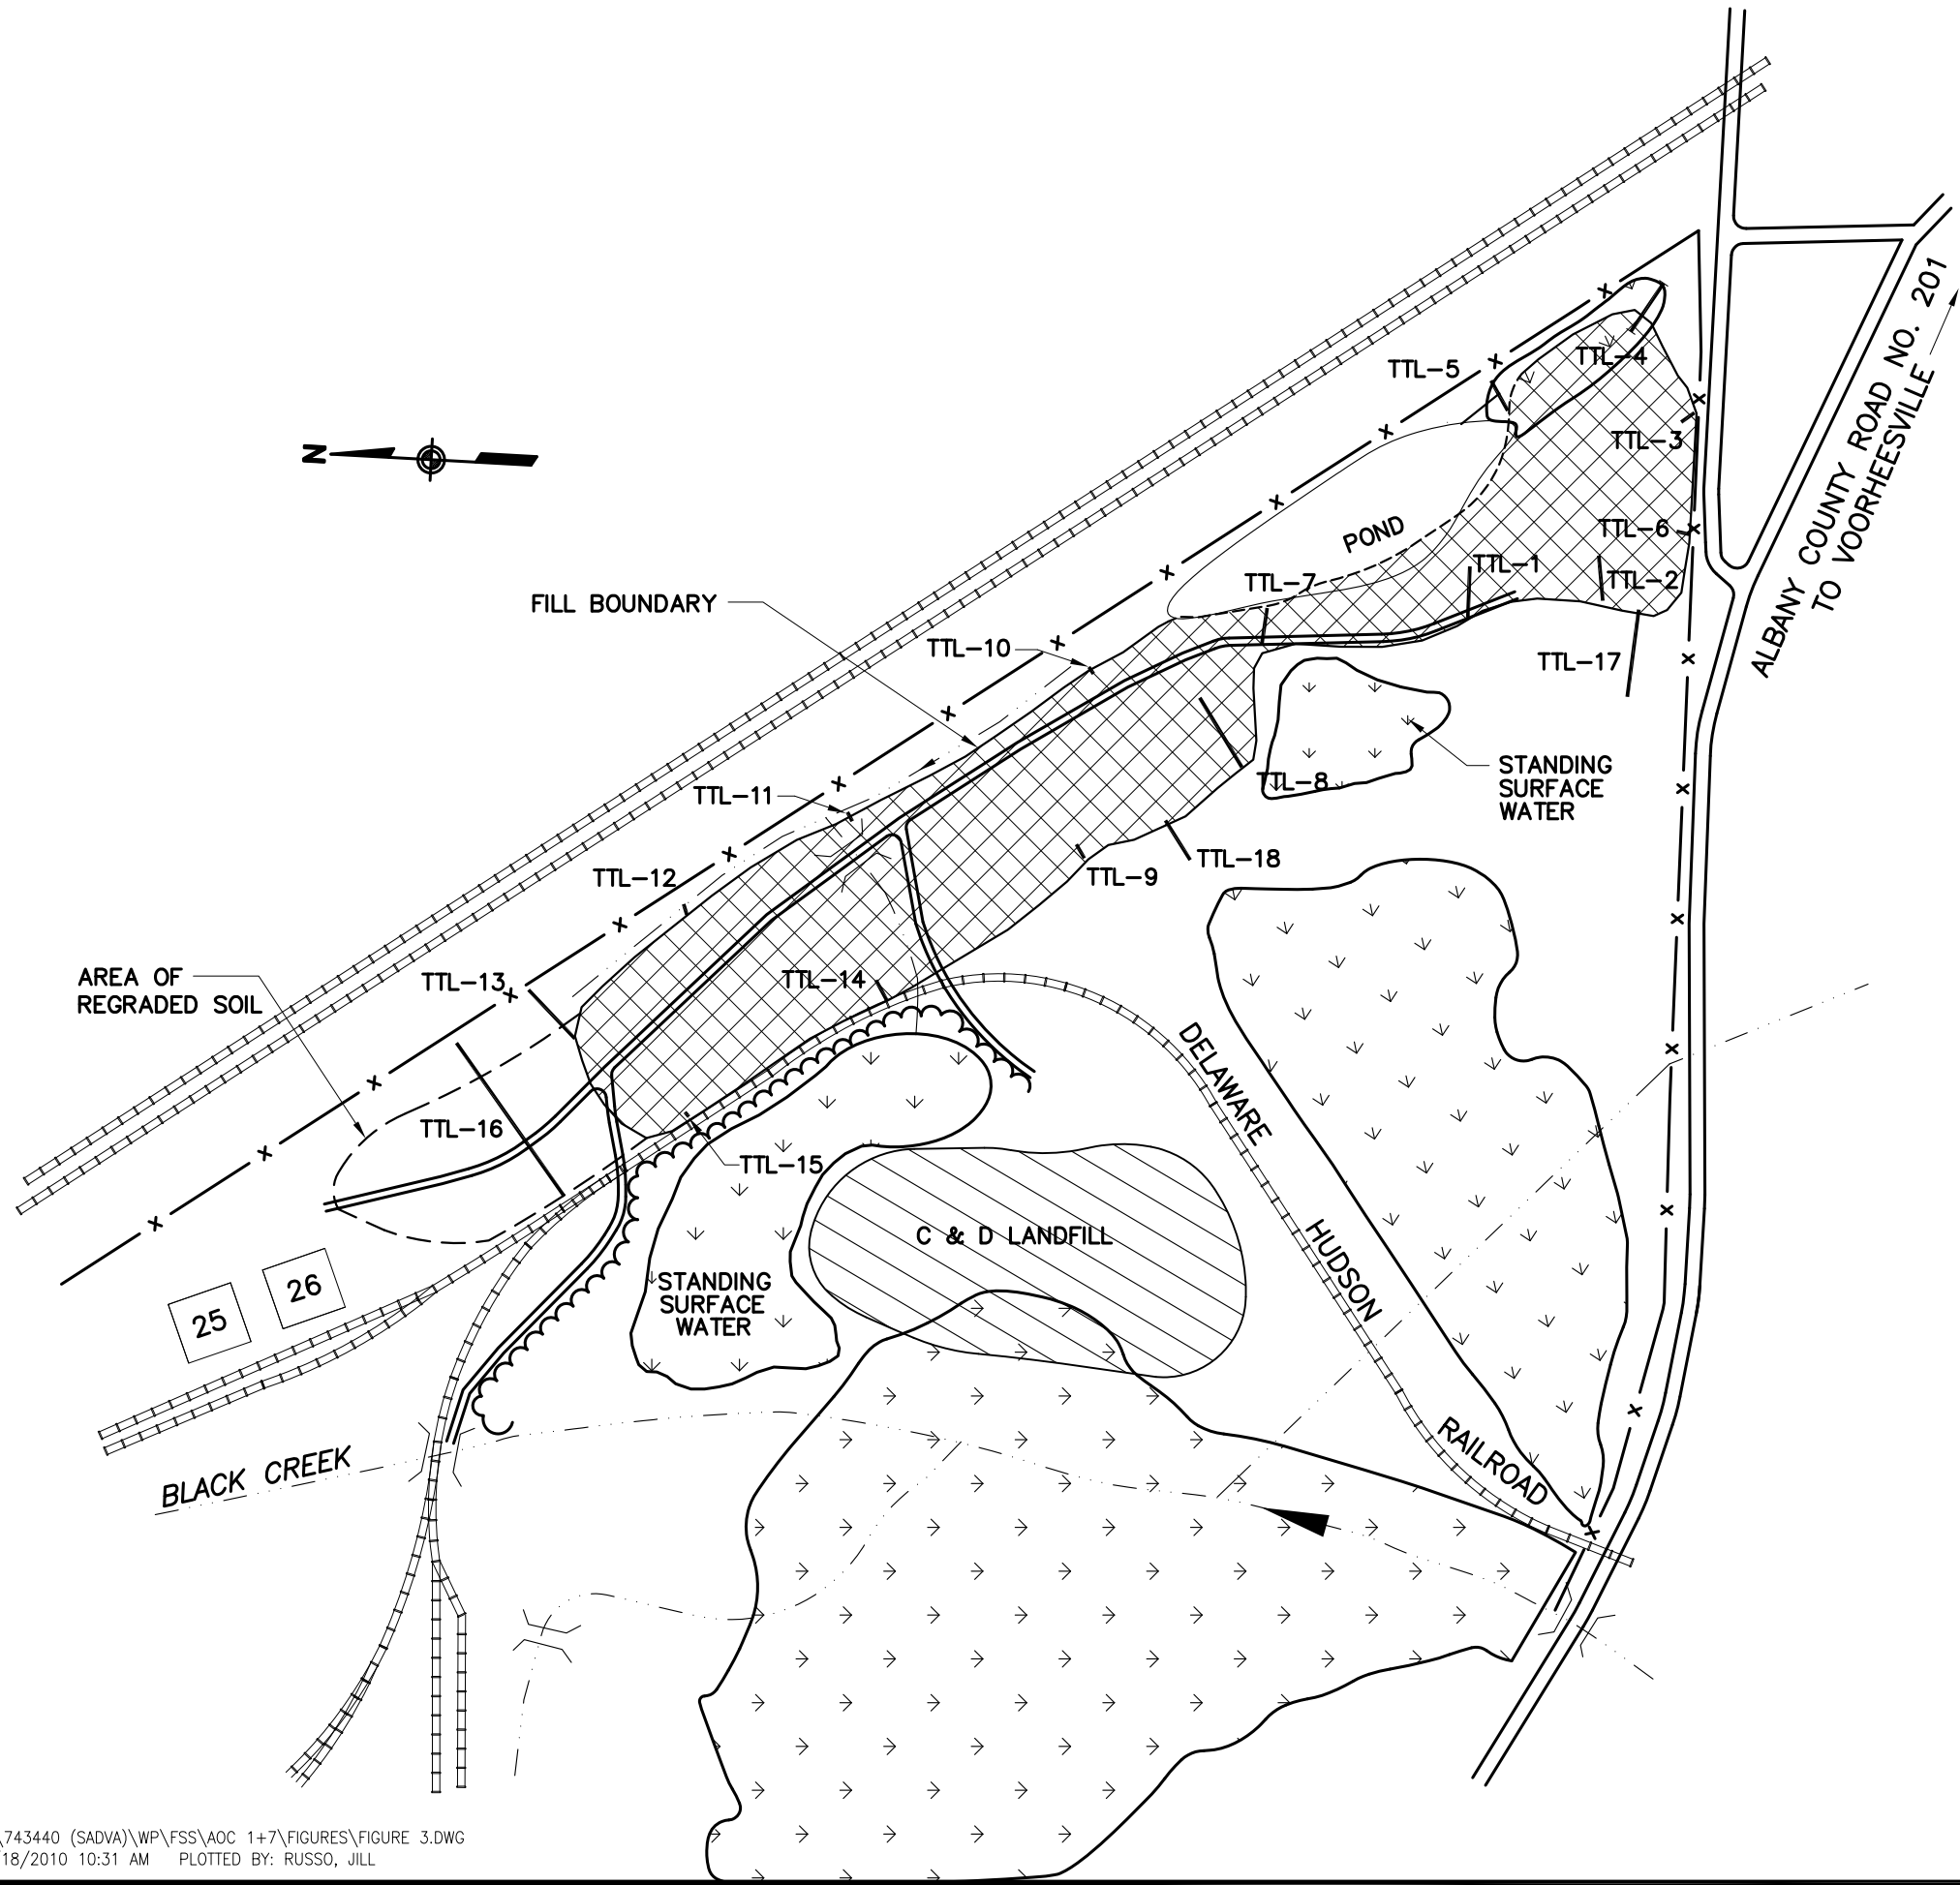 ALBANY COUNTY ROAD NO. 201
TO VOORHEESVILLE
TTL-5
TTL-4
TTL-3
N
TTL-6
POND
TTL-1
TTL-7
TTL-2
FILL BOUNDARY
TTL-10
TTL-17
STANDING
SURFACE
WATER
TTL-8
TTL-11
TTL-18
TTL-9
TTL-12
AREA OF
REGRADED SOIL
TTL-13
TTL-14
TTL-16
TTL-15
DELAWARE
HUDSON
RAILROAD
C & D LANDFILL
STANDING
SURFACE
WATER
26
25
BLACK CREEK
\743440 (SADVA)\WP\FSS\AOC 1+7\FIGURES\FIGURE 3.DWG
/18/2010 10:31 AM PLOTTED BY: RUSSO, JILL